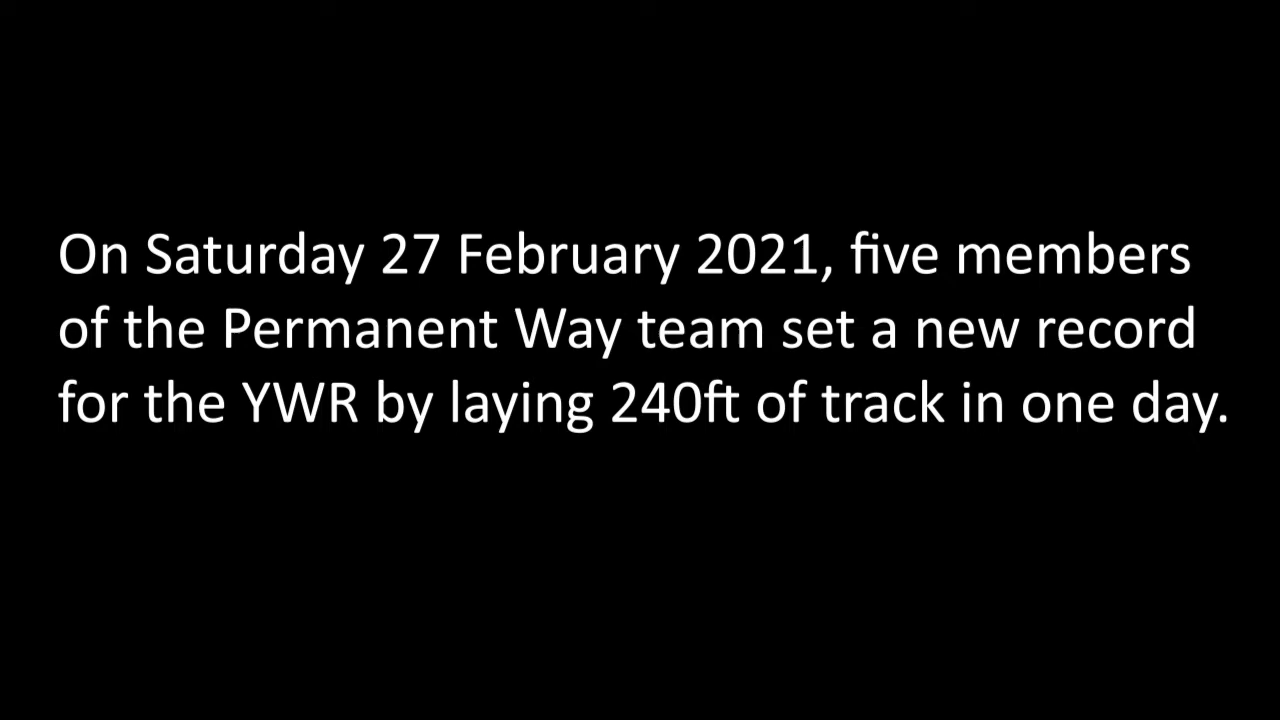 On Saturday 27 February 2021, five members
of the Permanent Way team set a new record
for the YWR by laying 240ft of track in one day.